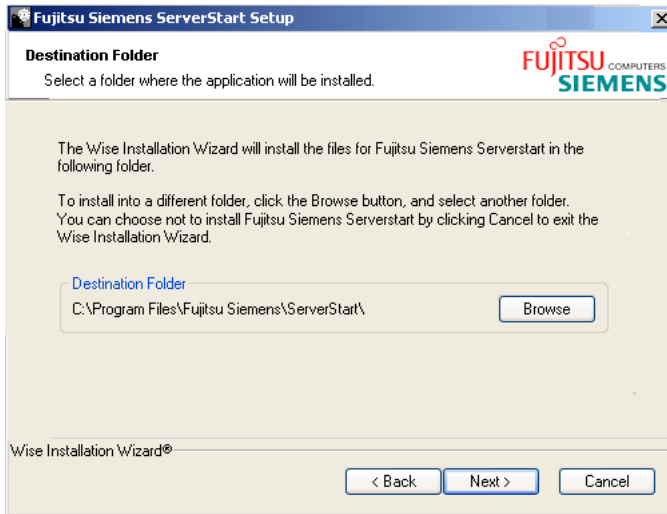 Fujitsu Siemens ServerStart Setup
Destination Folder
Select a folder where the application will be installed.
FUJITSU COMPUTERS
SIEMENS
The Wise Installation Wizard will install the files for Fujitsu Siemens Serverstart in the
following folder.
To install into a different folder, click the Browse button, and select another folder.
You can choose not to install Fujitsu Siemens Serverstart by clicking Cancel to exit the
Wise Installation Wizard.
Destination Folder
C:\Program Files\Fujitsu Siemens\ServerStart\
Browse
Wise Installation Wizard®
< Back
Next >
Cancel